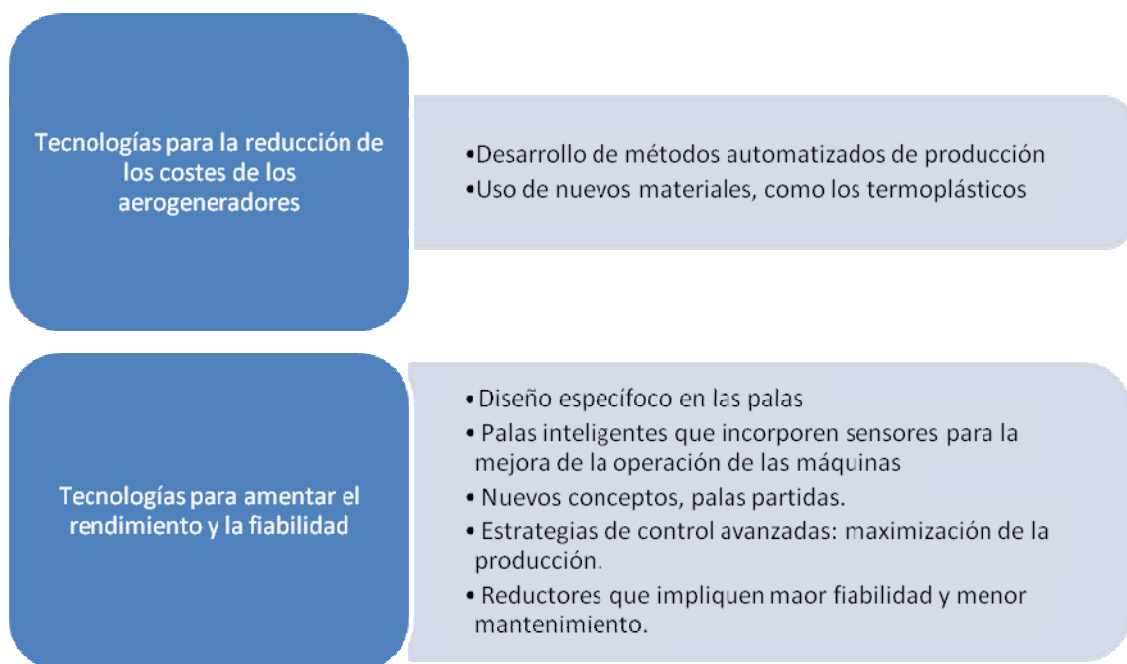 Tecnologías para la reducción de
los costes de los
aerogeneradores
•Desarrollo de métodos automatizados de producción
•Uso de nuevos materiales, como los termoplásticos
Tecnologías para amentar el
rendimiento y la fiabilidad
• Diseño específoco en las palas
• Palas inteligentes que incorporen sensores para la
mejora de la operación de las máquinas
• Nuevos conceptos, palas partidas.
• Estrategias de control avanzadas: maximización de la
producción.
• Reductores que impliquen maor fiabilidad y menor
mantenimiento.